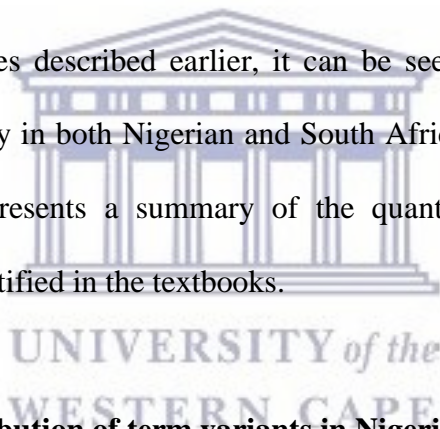 es described earlier, it can be see
y in both Nigerian and South Afric
resents a summary of the quant
tified in the textbooks.
UNIVERSITY of the
bution of term variants in Nigeri
WESTERN CAPE